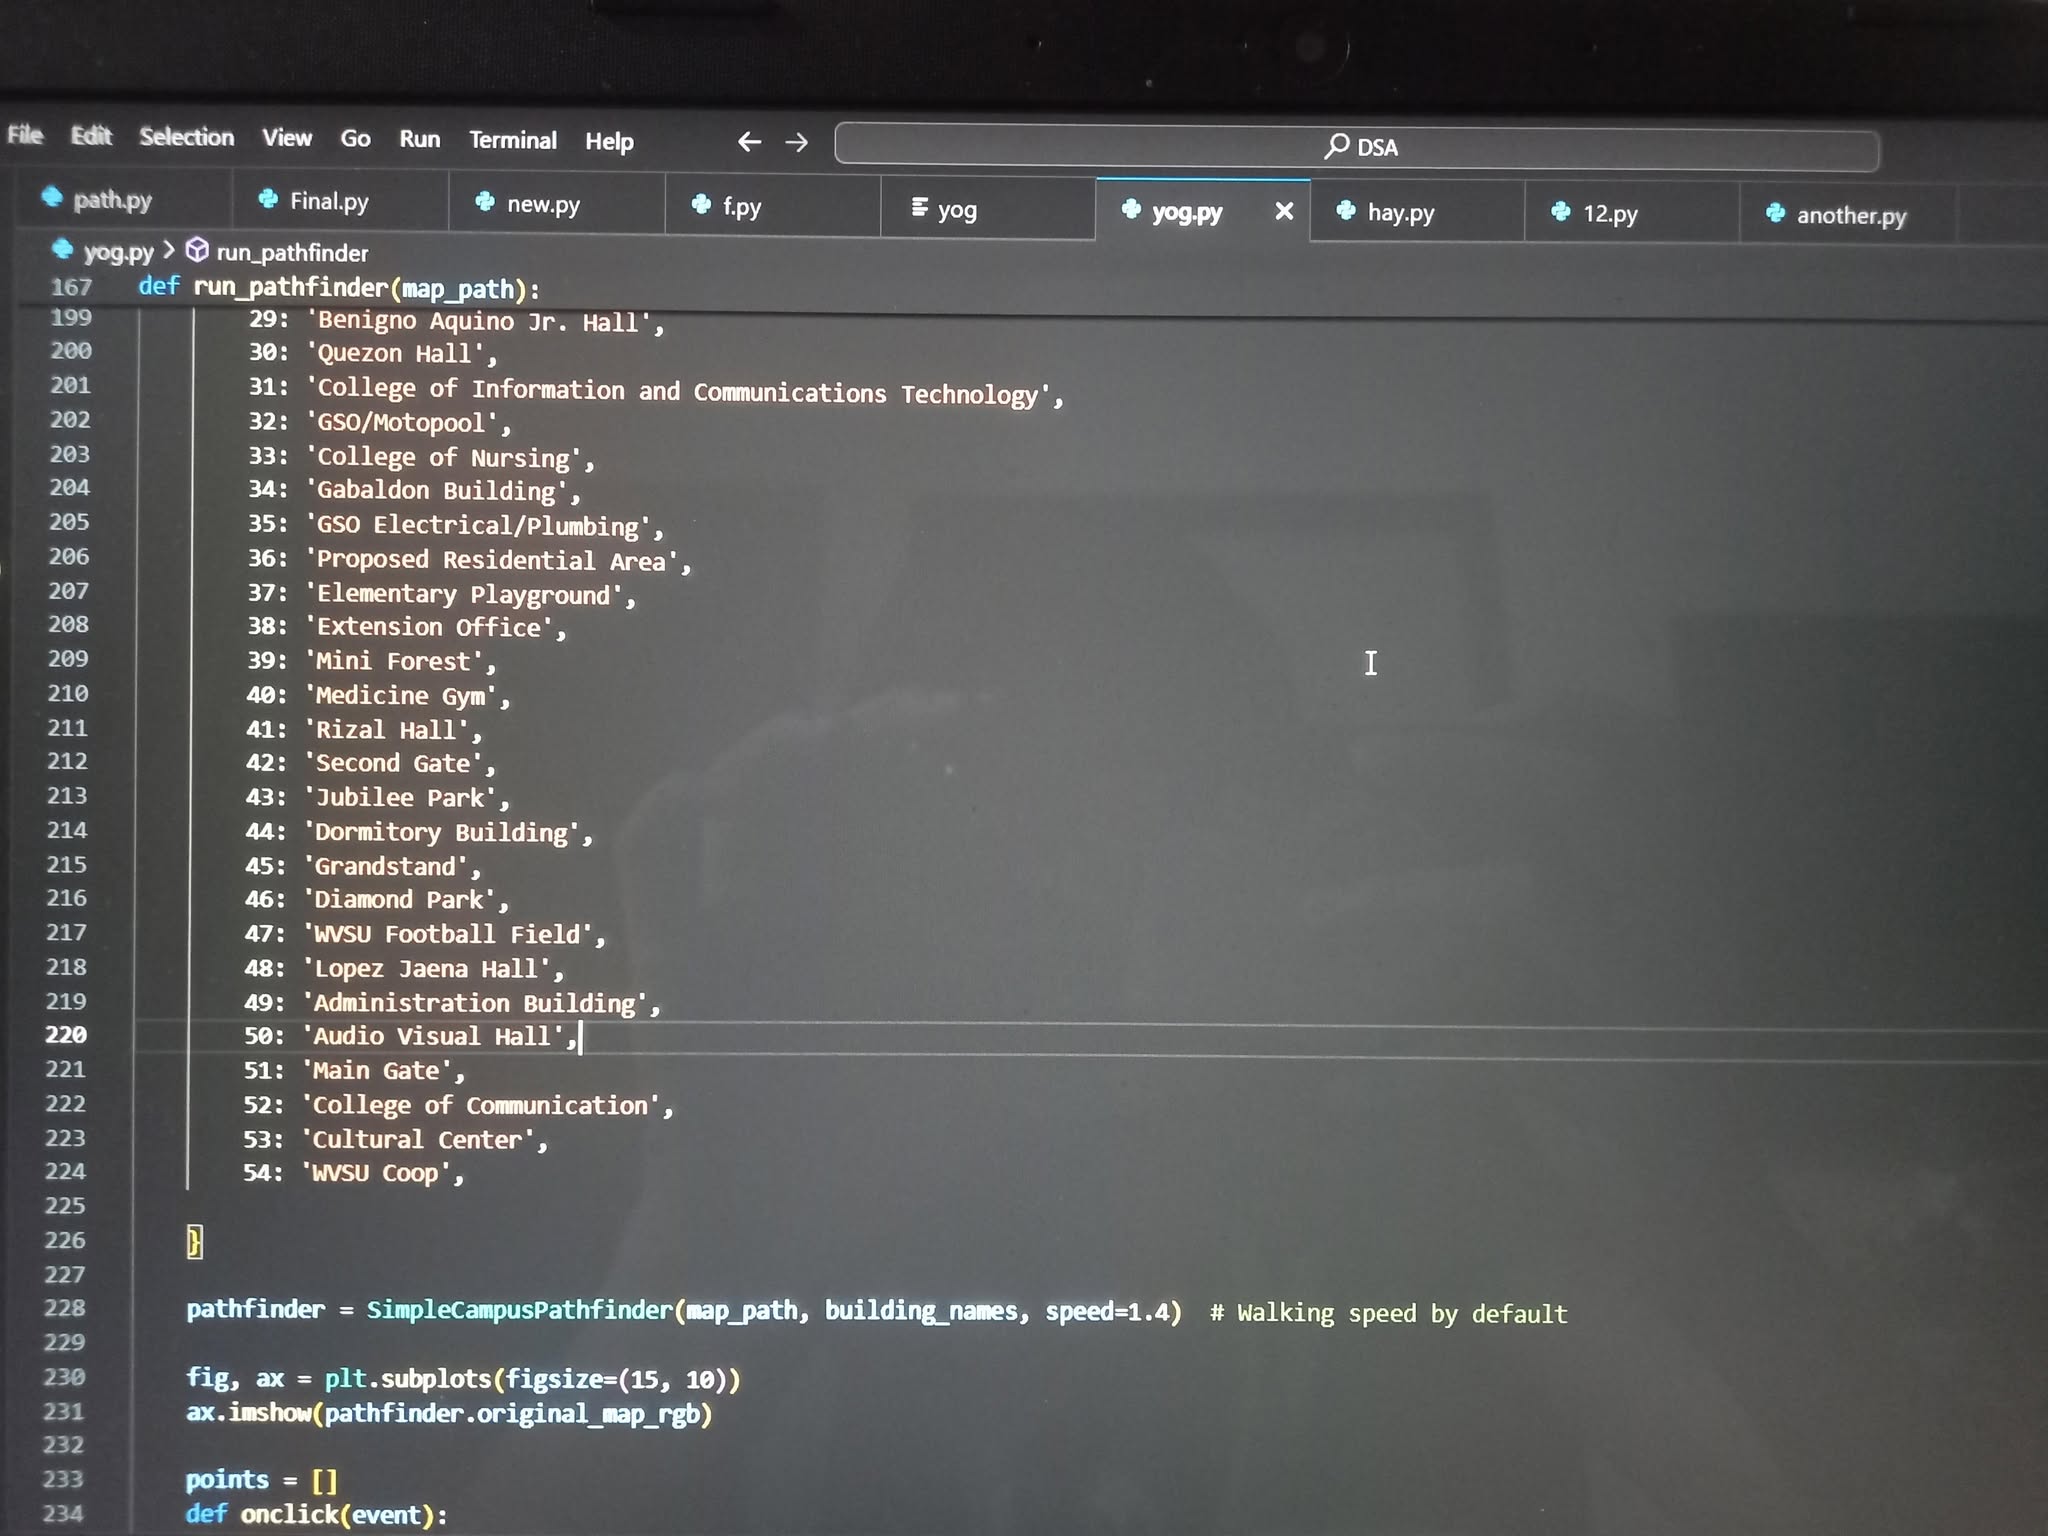 File Edit Selection View Go Run Terminal Help ← → DSA
path.py Final.py new.py f.py yog yog.py × hay.py 12.py another.py
yog.py > run_pathfinder
167 def run_pathfinder(map_path):
199 29: 'Benigno Aquino Jr. Hall',
200 30: 'Quezon Hall',
201 31: 'College of Information and Communications Technology',
202 32: 'GSO/Motopool',
203 33: 'College of Nursing',
204 34: 'Gabaldon Building',
205 35: 'GSO Electrical/Plumbing',
206 36: 'Proposed Residential Area',
207 37: 'Elementary Playground',
208 38: 'Extension Office',
209 39: 'Mini Forest',
210 40: 'Medicine Gym',
211 41: 'Rizal Hall',
212 42: 'Second Gate',
213 43: 'Jubilee Park',
214 44: 'Dormitory Building',
215 45: 'Grandstand',
216 46: 'Diamond Park',
217 47: 'WVSU Football Field',
218 48: 'Lopez Jaena Hall',
219 49: 'Administration Building',
220 50: 'Audio Visual Hall',
221 51: 'Main Gate',
222 52: 'College of Communication',
223 53: 'Cultural Center',
224 54: 'WVSU Coop',
225
226 }
227
228 pathfinder = SimpleCampusPathfinder(map_path, building_names, speed=1.4) # Walking speed by default
229
230 fig, ax = plt.subplots(figsize=(15, 10))
231 ax.imshow(pathfinder.original_map_rgb)
232
233 points = []
234 def onclick(event):